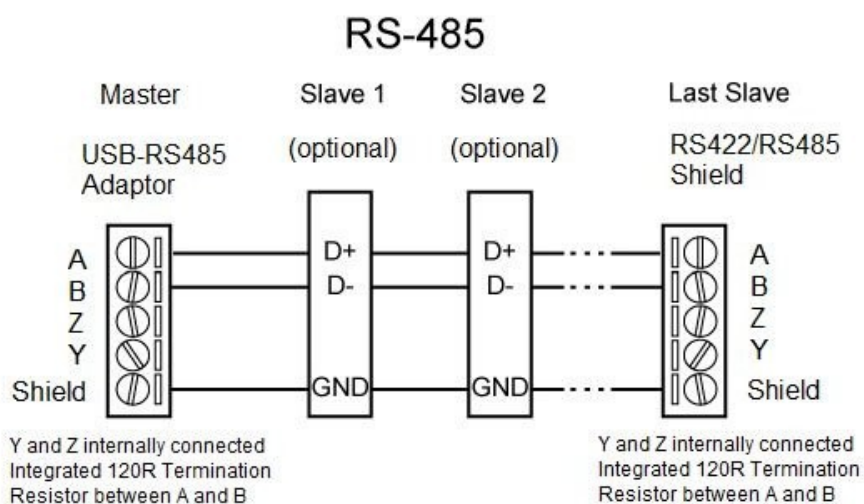 RS-485
Master
Slave 1
Slave 2
Last Slave
USB-RS485
Adaptor
(optional)
(optional)
RS422/RS485
Shield
A
D+
D+
A
B
D-
D-
B
Z
Z
Y
Y
Shield
GND
GND
Shield
Y and Z internally connected
Integrated 120R Termination
Resistor between A and B
Y and Z internally connected
Integrated 120R Termination
Resistor between A and B